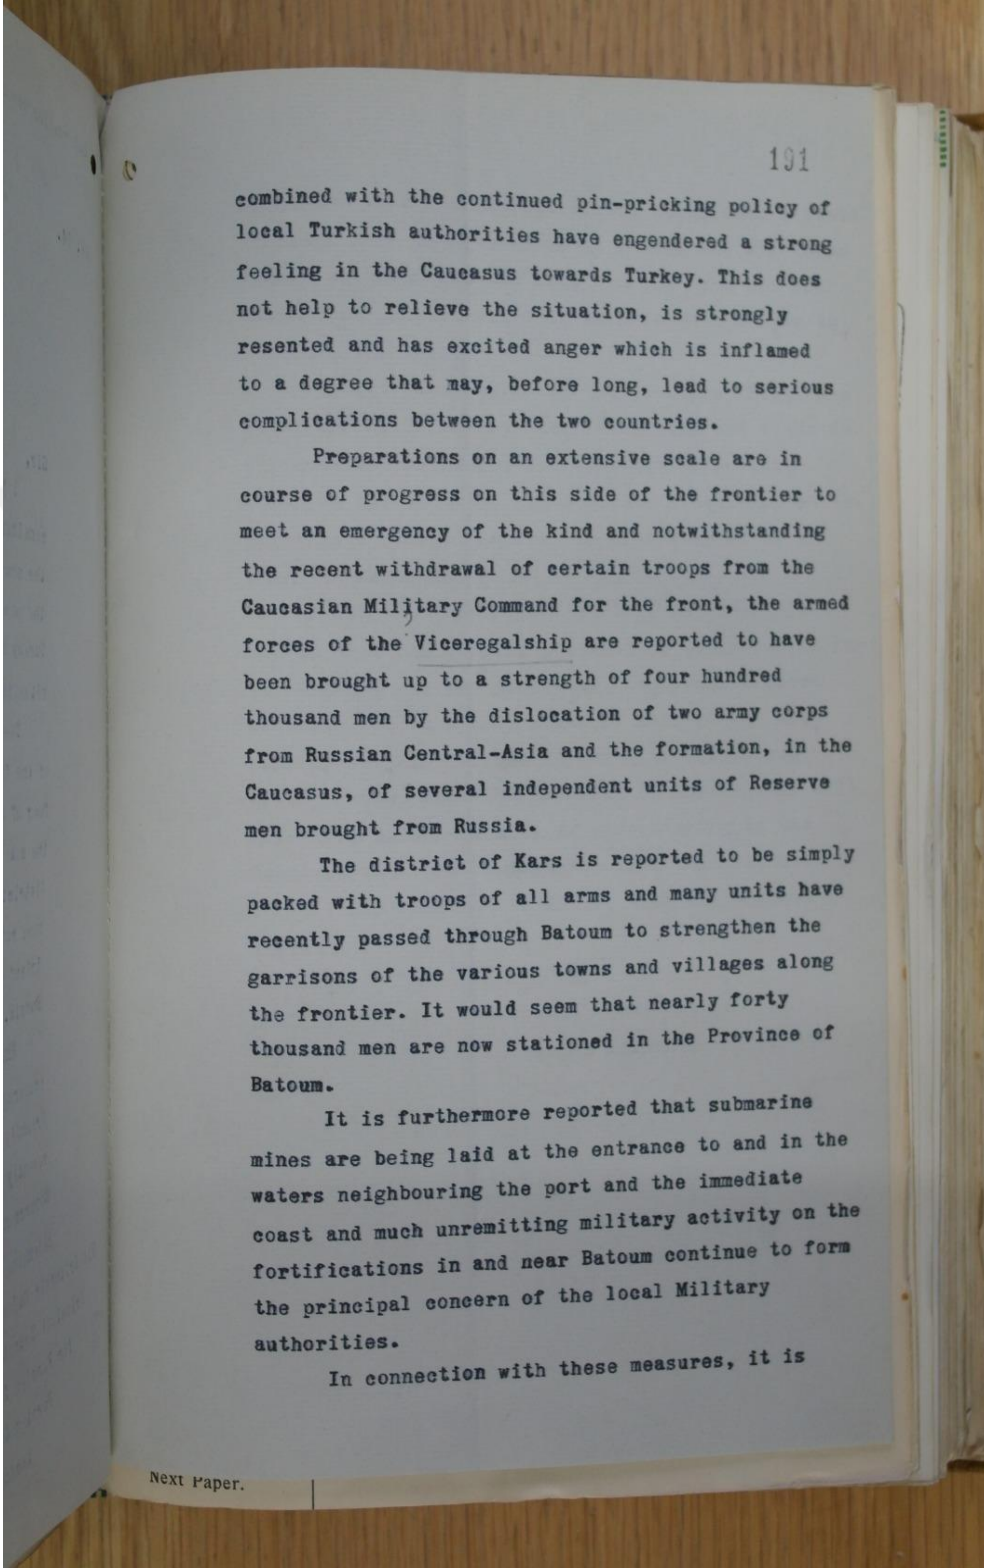 191
combined with the continued pin-pricking policy of
local Turkish authorities have engendered a strong
feeling in the Caucasus towards Turkey. This does
not help to relieve the situation, is strongly
resented and has excited anger which is inflamed
to a degree that may, before long, lead to serious
complications between the two countries.
Preparations on an extensive scale are in
course of progress on this side of the frontier to
meet an emergency of the kind and notwithstanding
the recent withdrawal of certain troops from the
Caucasian Military Command for the front, the armed
forces of the Viceregalship are reported to have
been brought up to a strength of four hundred
thousand men by the dislocation of two army corps
from Russian Central-Asia and the formation, in the
Caucasus, of several independent units of Reserve
men brought from Russia.
The district of Kars is reported to be simply
packed with troops of all arms and many units have
recently passed through Batoum to strengthen the
garrisons of the various towns and villages along
the frontier. It would seem that nearly forty
thousand men are now stationed in the Province of
Batoum.
It is furthermore reported that submarine
mines are being laid at the entrance to and in the
waters neighbouring the port and the immediate
coast and much unremitting military activity on the
fortifications in and near Batoum continue to form
the principal concern of the local Military
authorities.
In connection with these measures, it is
Next Paper.